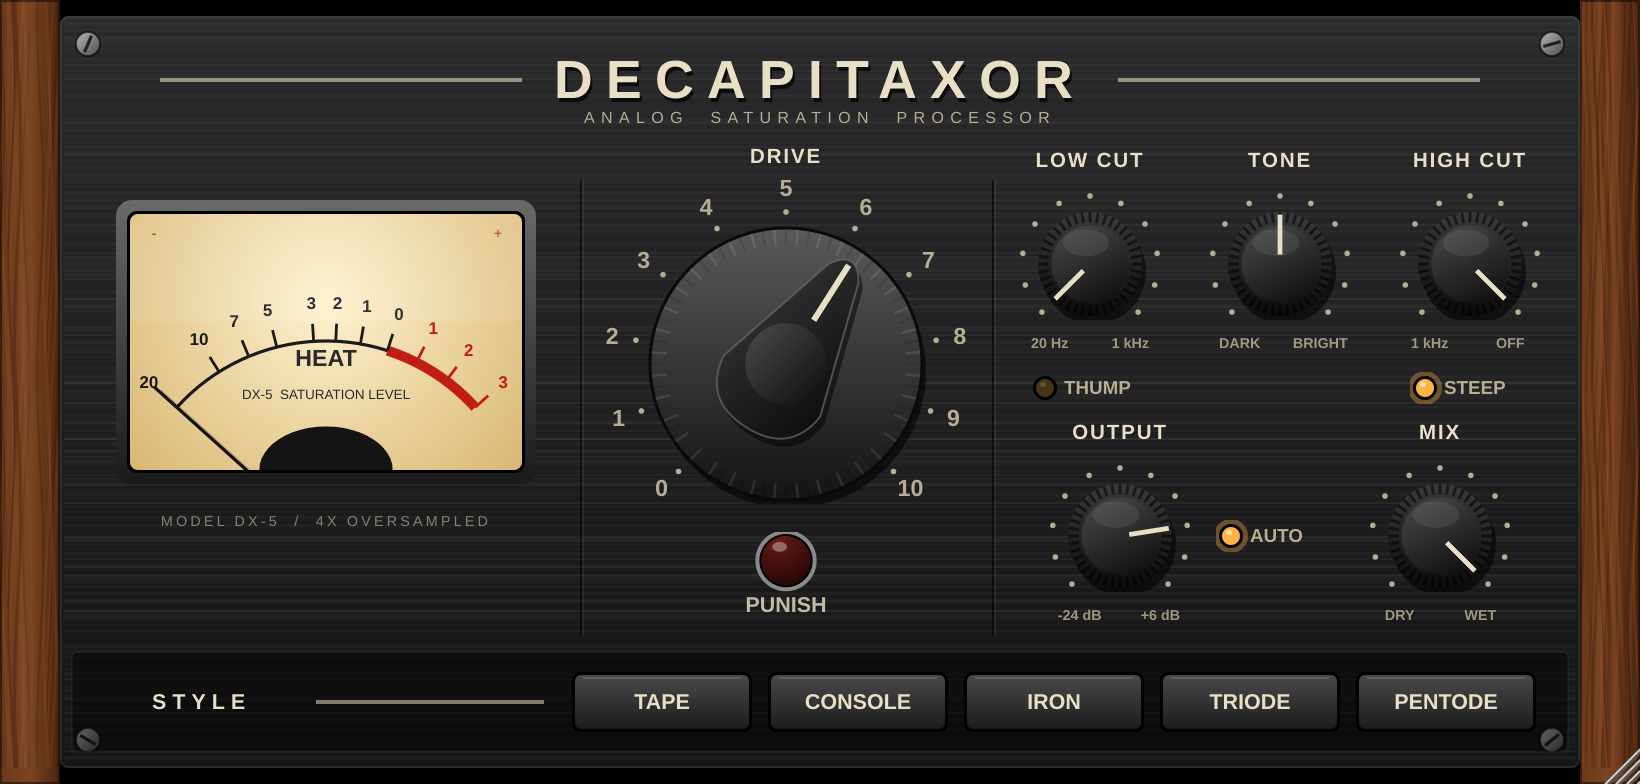 DECAPITAXOR
ANALOG SATURATION PROCESSOR
- +
20 10 7 5 3 2 1 0 1 2 3
HEAT
DX-5 SATURATION LEVEL
MODEL DX-5 / 4X OVERSAMPLED
DRIVE
0 1 2 3 4 5 6 7 8 9 10
PUNISH
LOW CUT
20 Hz 1 kHz
THUMP
TONE
DARK BRIGHT
HIGH CUT
1 kHz OFF
STEEP
OUTPUT
-24 dB +6 dB
AUTO
MIX
DRY WET
STYLE
TAPE
CONSOLE
IRON
TRIODE
PENTODE